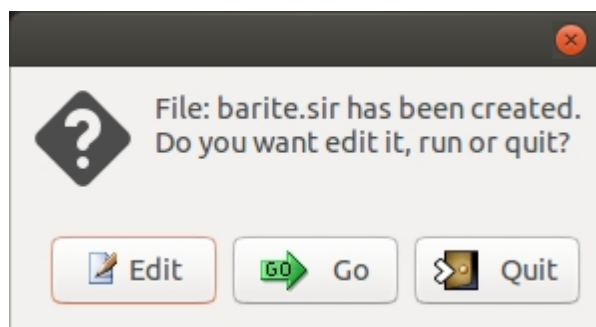 File: barite.sir has been created.
Do you want edit it, run or quit?
Edit
GO Go
Quit